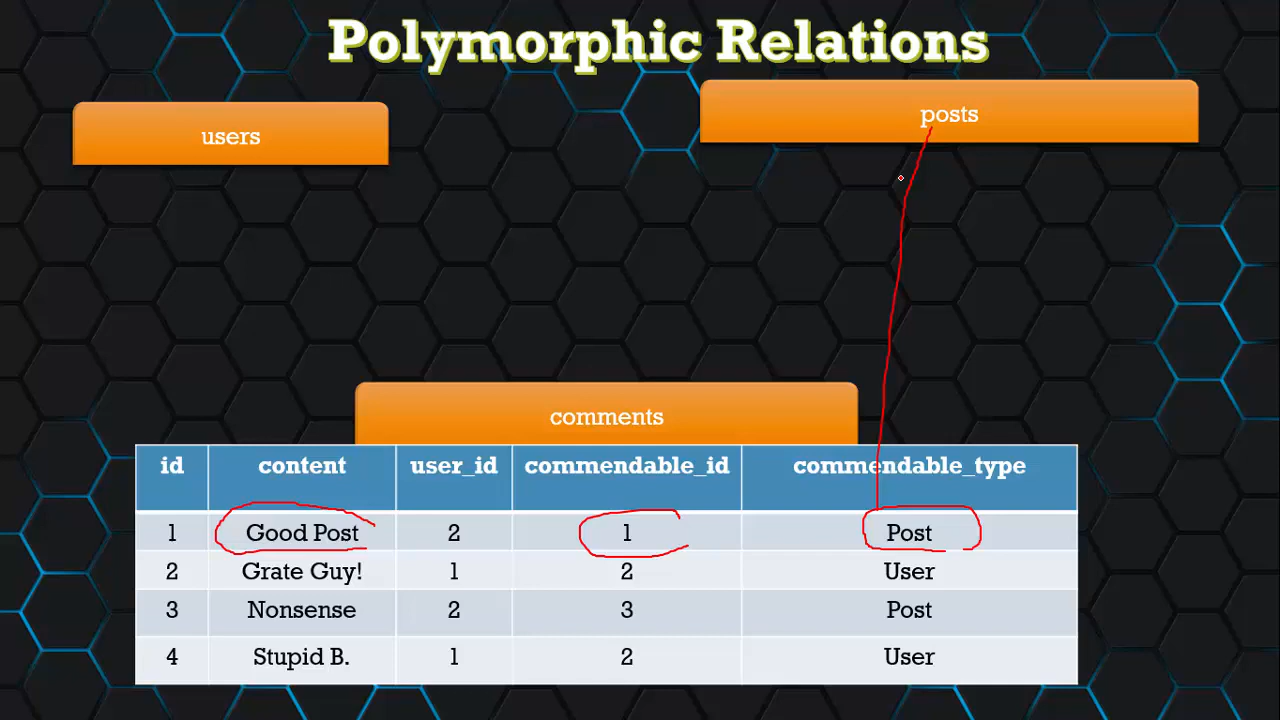 Polymorphic Relations
users
posts
comments
id content user_id commendable_id commendable_type
1 Good Post 2 1 Post
2 Grate Guy! 1 2 User
3 Nonsense 2 3 Post
4 Stupid B. 1 2 User